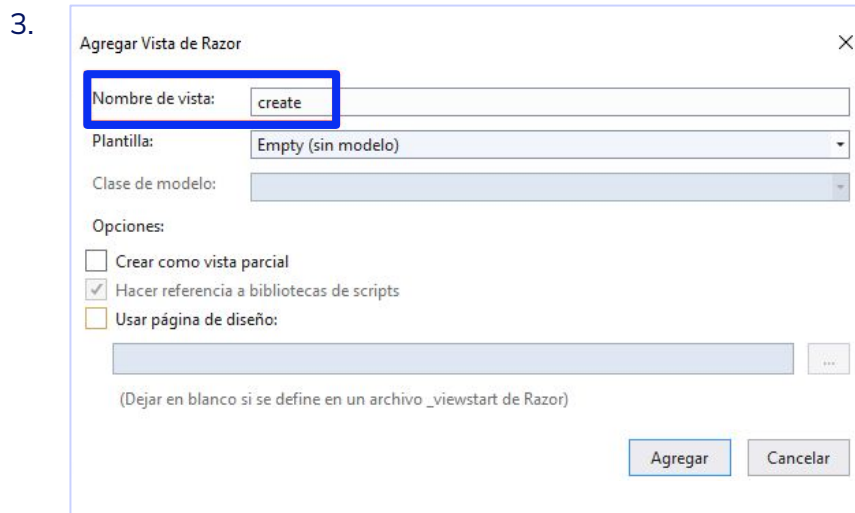 3.
Agregar Vista de Razor
Nombre de vista: create
Plantilla: Empty (sin modelo)
Clase de modelo:
Opciones:
Crear como vista parcial
Hacer referencia a bibliotecas de scripts
Usar página de diseño:
...
(Dejar en blanco si se define en un archivo _viewstart de Razor)
Agregar Cancelar